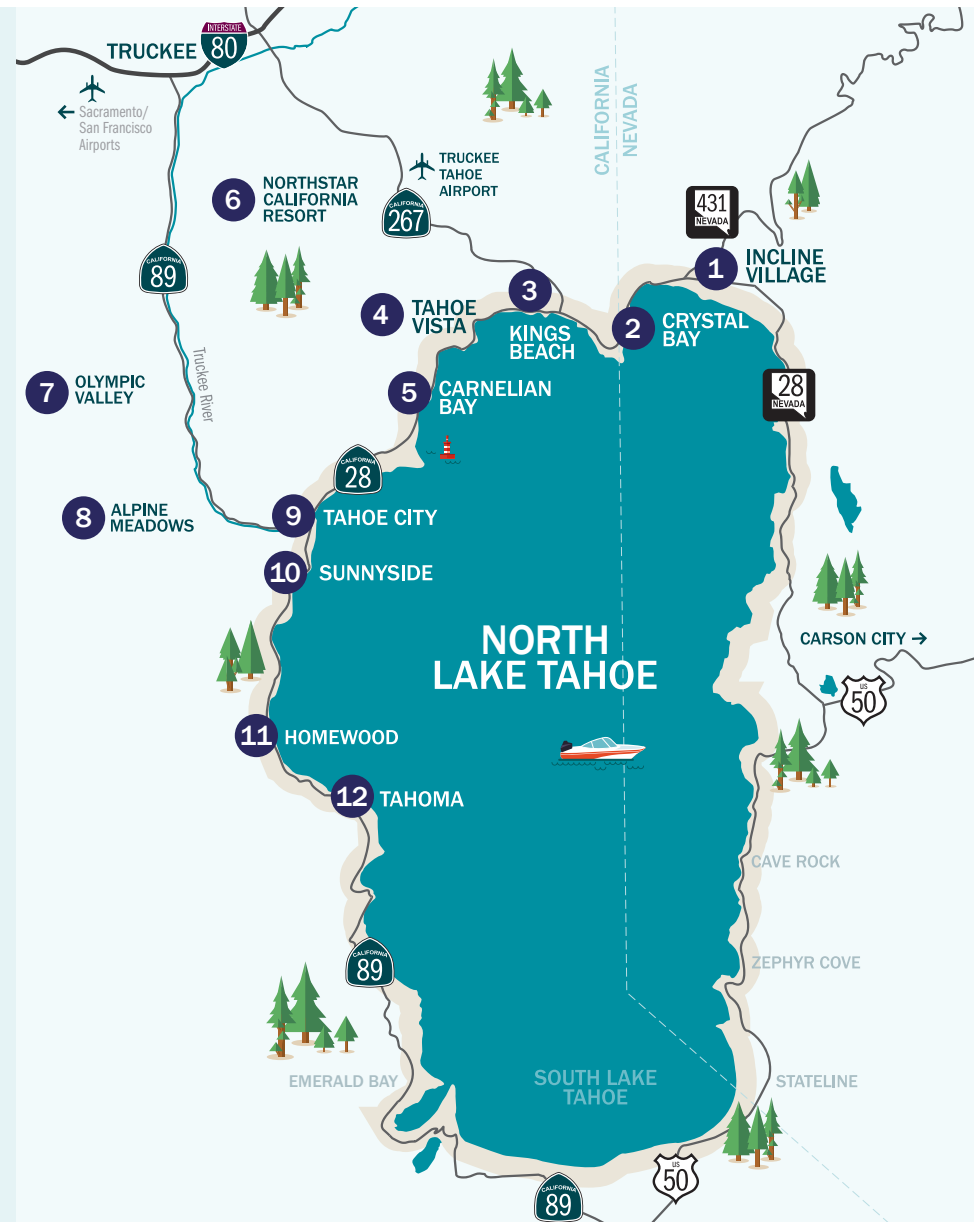 INTERSTATE
TRUCKEE
80
← Sacramento/
San Francisco
Airports
CALIFORNIA
NEVADA
TRUCKEE
TAHOE
AIRPORT
6
NORTHSTAR
CALIFORNIA
RESORT
CALIFORNIA
267
431
NEVADA
1
INCLINE
VILLAGE
CALIFORNIA
89
3
4
TAHOE
VISTA
KINGS
BEACH
2
CRYSTAL
BAY
Truckee River
7
OLYMPIC
VALLEY
5
CARNELIAN
BAY
28
NEVADA
CALIFORNIA
28
8
ALPINE
MEADOWS
9
TAHOE CITY
10
SUNNYSIDE
NORTH
LAKE TAHOE
CARSON CITY →
US
50
11
HOMEWOOD
12
TAHOMA
CAVE ROCK
CALIFORNIA
89
ZEPHYR COVE
EMERALD BAY
SOUTH LAKE
TAHOE
STATELINE
US
50
CALIFORNIA
89